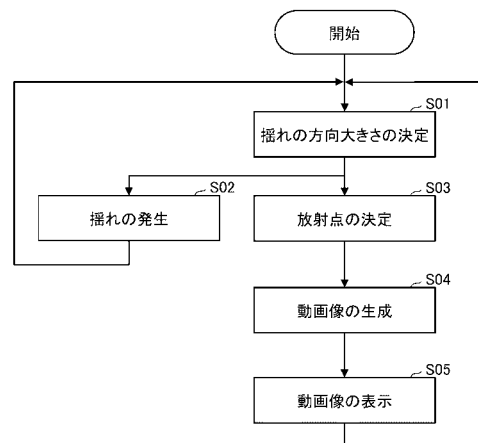 開始
S01
揺れの方向大きさの決定
S02
揺れの発生
S03
放射点の決定
S04
動画像の生成
S05
動画像の表示